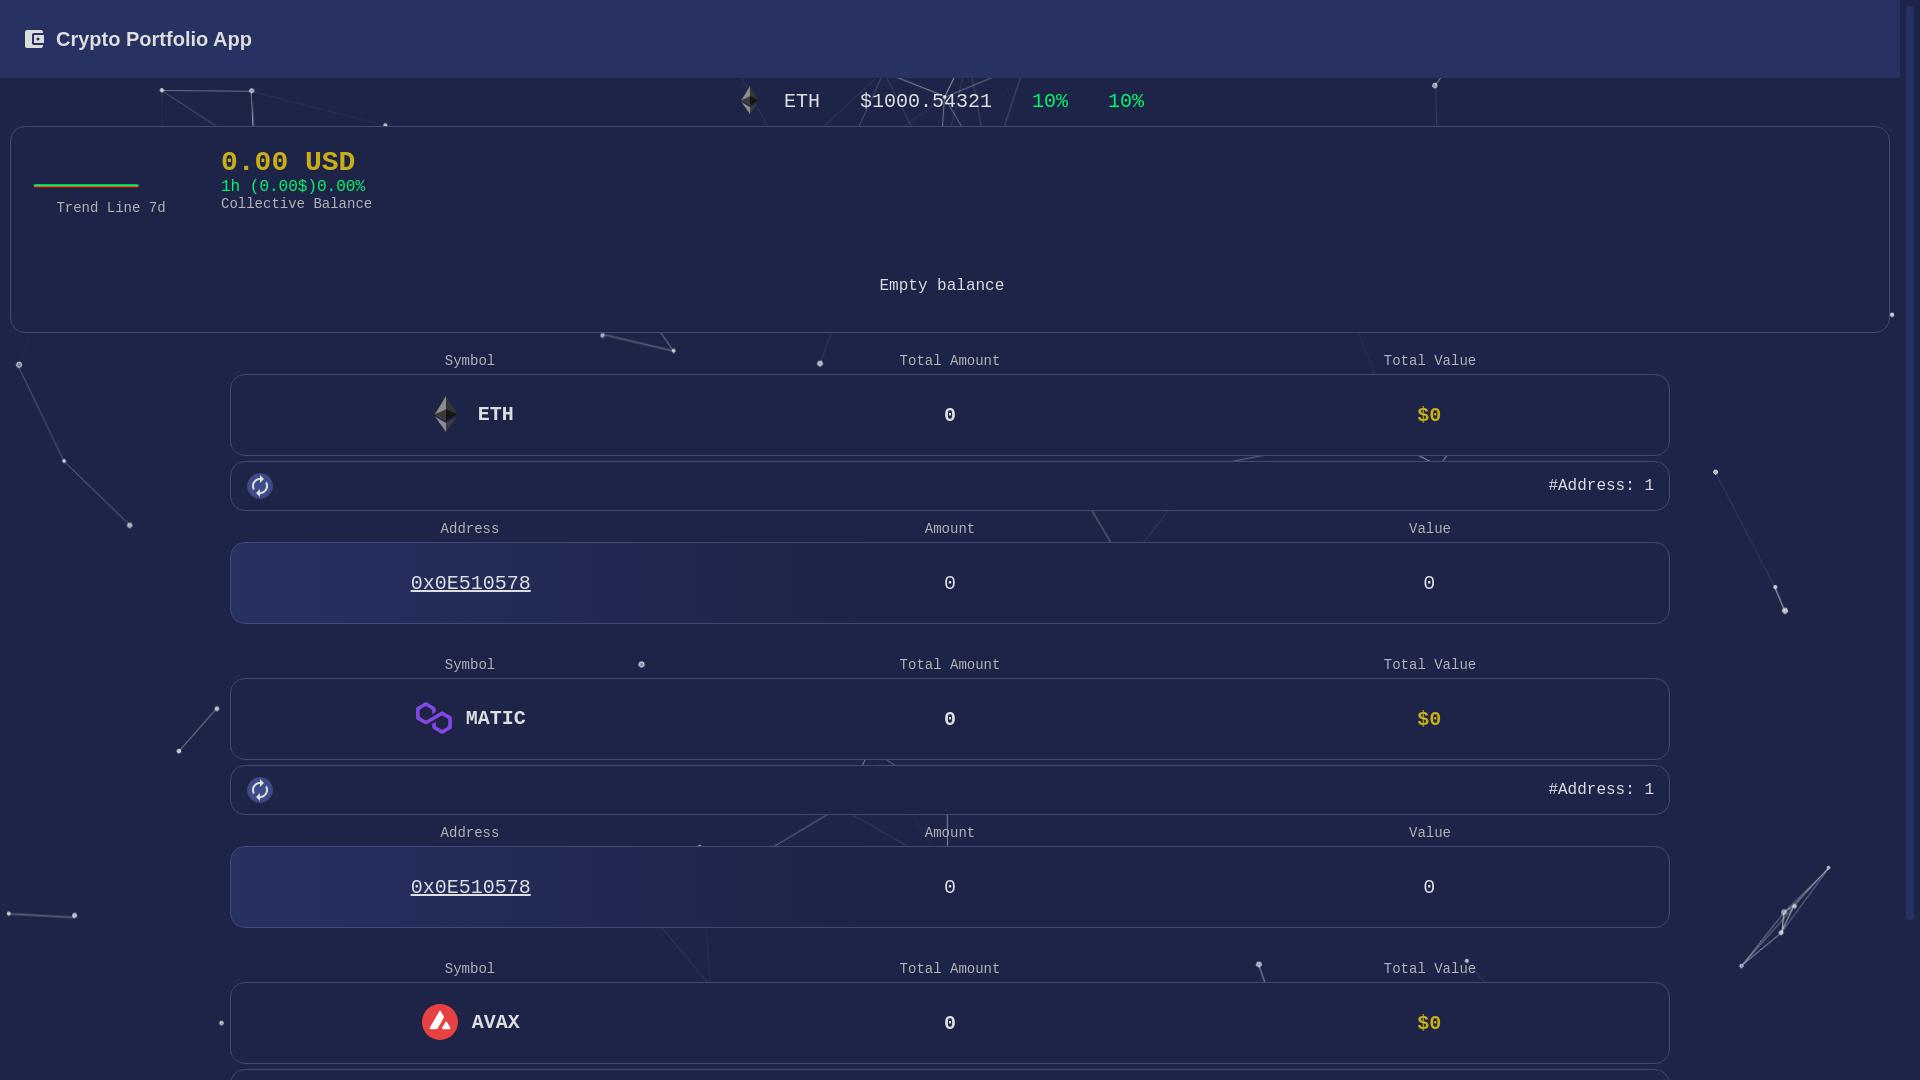 Crypto Portfolio App
ETH $1000.54321 10% 10%
0.00 USD
1h (0.00$)0.00%
Collective Balance
Trend Line 7d
Empty balance
Symbol Total Amount Total Value
ETH 0 $0
#Address: 1
Address Amount Value
0x0E510578 0 0
Symbol Total Amount Total Value
MATIC 0 $0
#Address: 1
Address Amount Value
0x0E510578 0 0
Symbol Total Amount Total Value
AVAX 0 $0